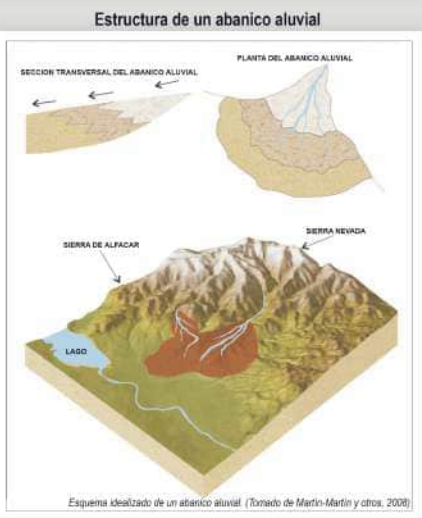 Estructura de un abanico aluvial
PLANTA DEL ABANICO ALUVIAL
SECCION TRANSVERSAL DEL ABANICO ALUVIAL
SIERRA NEVADA
SIERRA DE ALFACAR
LAGO
Esquema idealizado de un abanico aluvial. (Tomado de Martín-Martín y otros, 2008)